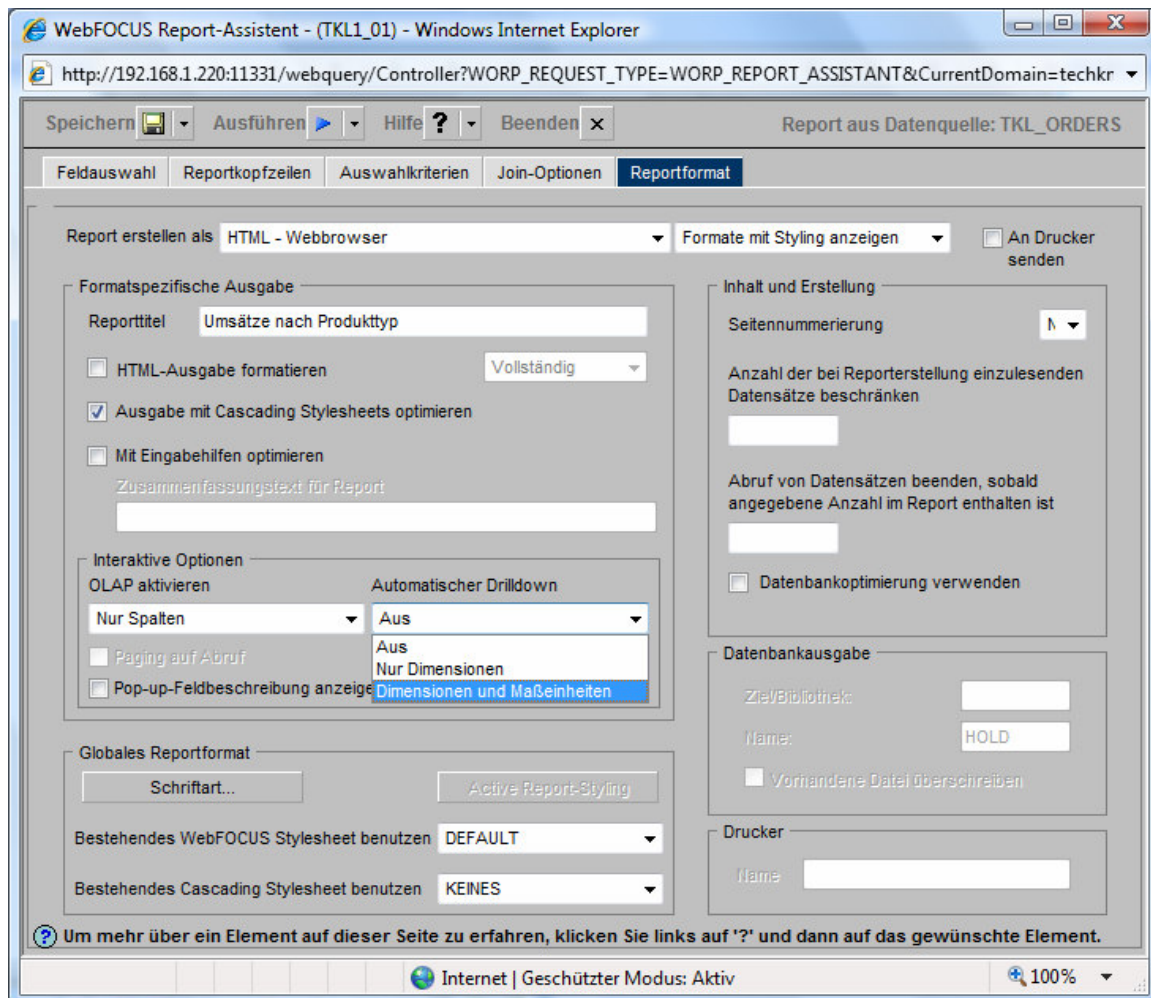 WebFOCUS Report-Assistent - (TKL1_01) - Windows Internet Explorer
http://192.168.1.220:11331/webquery/Controller?WORP_REQUEST_TYPE=WORP_REPORT_ASSISTANT&CurrentDomain=techkr
Speichern Ausführen Hilfe ? Beenden x Report aus Datenquelle: TKL_ORDERS
Feldauswahl Reportkopfzeilen Auswahlkriterien Join-Optionen Reportformat
Report erstellen als HTML - Webbrowser Formate mit Styling anzeigen An Drucker
senden
Formatspezifische Ausgabe
Reporttitel Umsätze nach Produkttyp
HTML-Ausgabe formatieren Vollständig
Ausgabe mit Cascading Stylesheets optimieren
Mit Eingabehilfen optimieren
Zusammenfassungstext für Report
Interaktive Optionen
OLAP aktivieren Automatischer Drilldown
Nur Spalten Aus
Aus
Paging auf Abruf Nur Dimensionen
Pop-up-Feldbeschreibung anzeige Dimensionen und Maßeinheiten
Globales Reportformat
Schriftart... Active Report-Styling
Bestehendes WebFOCUS Stylesheet benutzen DEFAULT
Bestehendes Cascading Stylesheet benutzen KEINES
Inhalt und Erstellung
Seitennummerierung
Anzahl der bei Reporterstellung einzulesenden
Datensätze beschränken
Abruf von Datensätzen beenden, sobald
angegebene Anzahl im Report enthalten ist
Datenbankoptimierung verwenden
Datenbankausgabe
Ziel/Bibliothek:
Name: HOLD
Vorhandene Datei überschreiben
Drucker
Name
? Um mehr über ein Element auf dieser Seite zu erfahren, klicken Sie links auf '?' und dann auf das gewünschte Element.
Internet | Geschützter Modus: Aktiv 100%